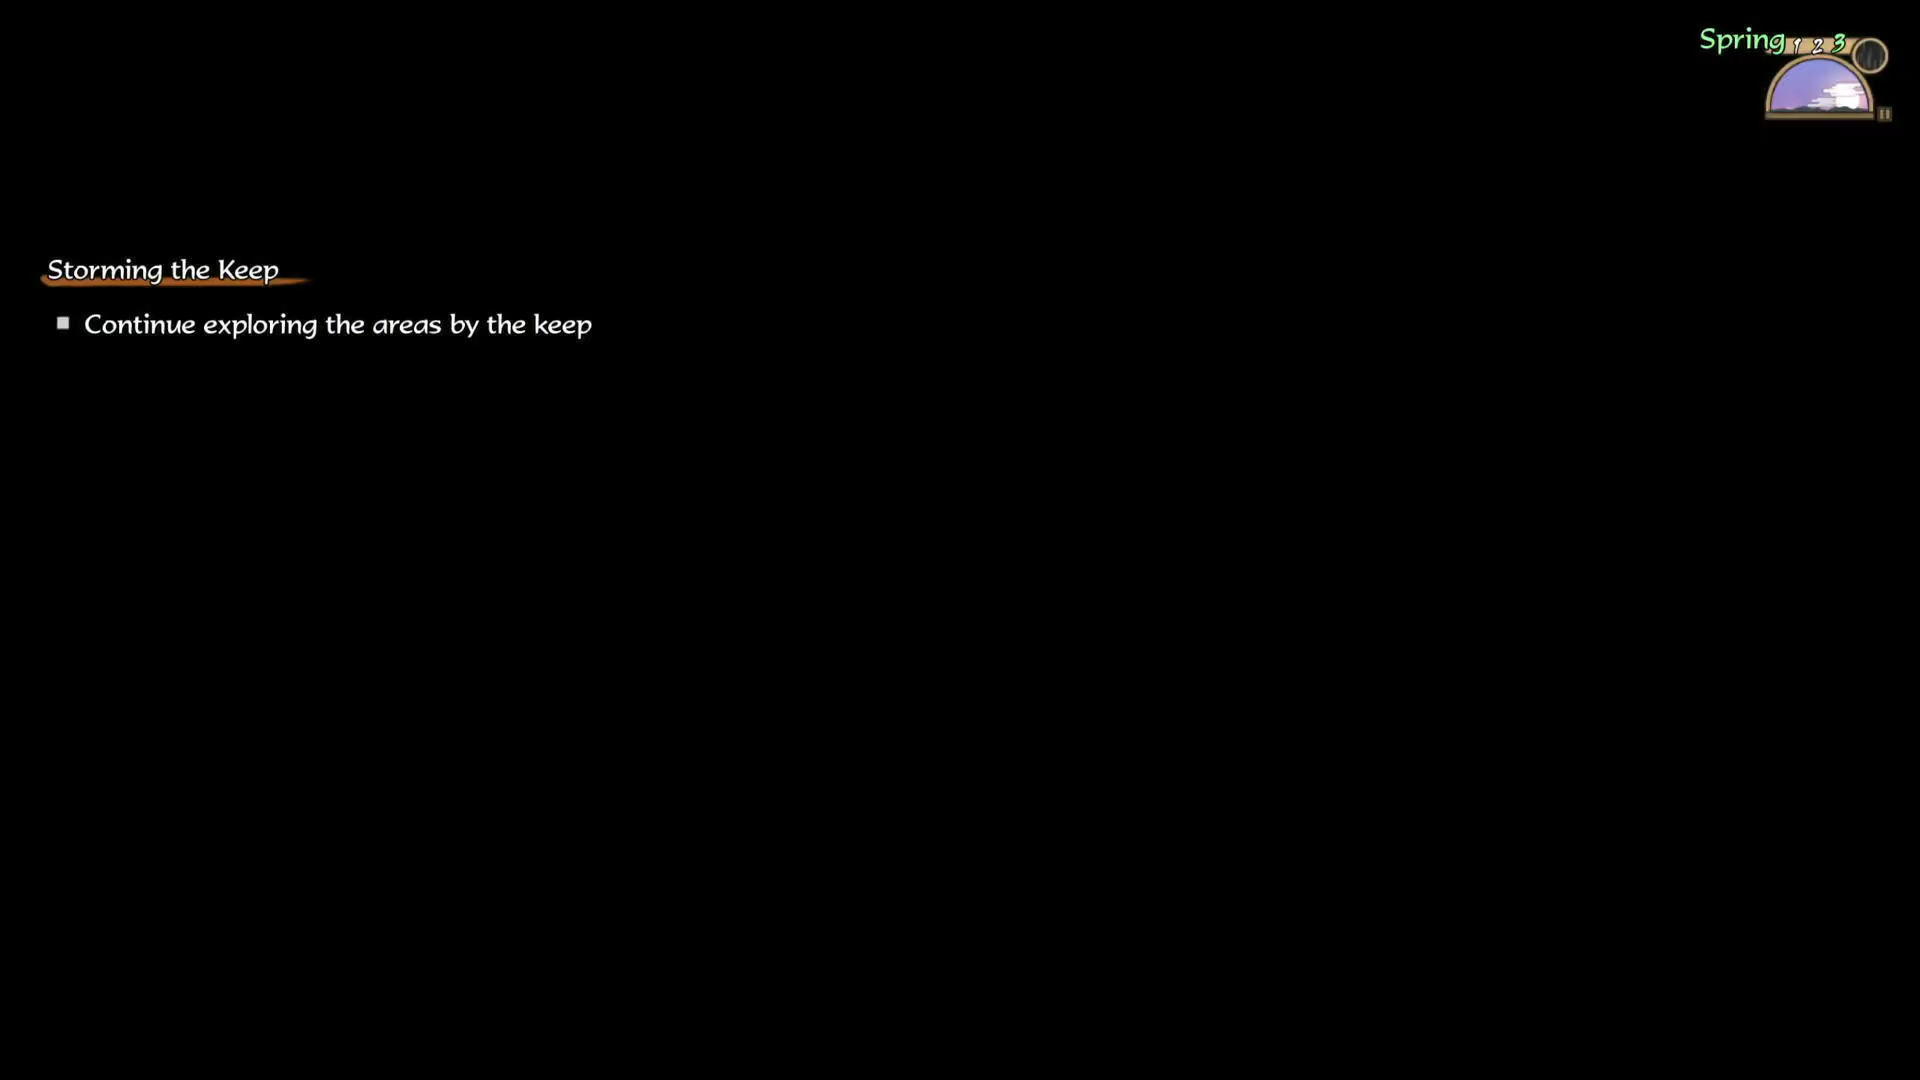 Spring 1 2 3
Storming the Keep
Continue exploring the areas by the keep